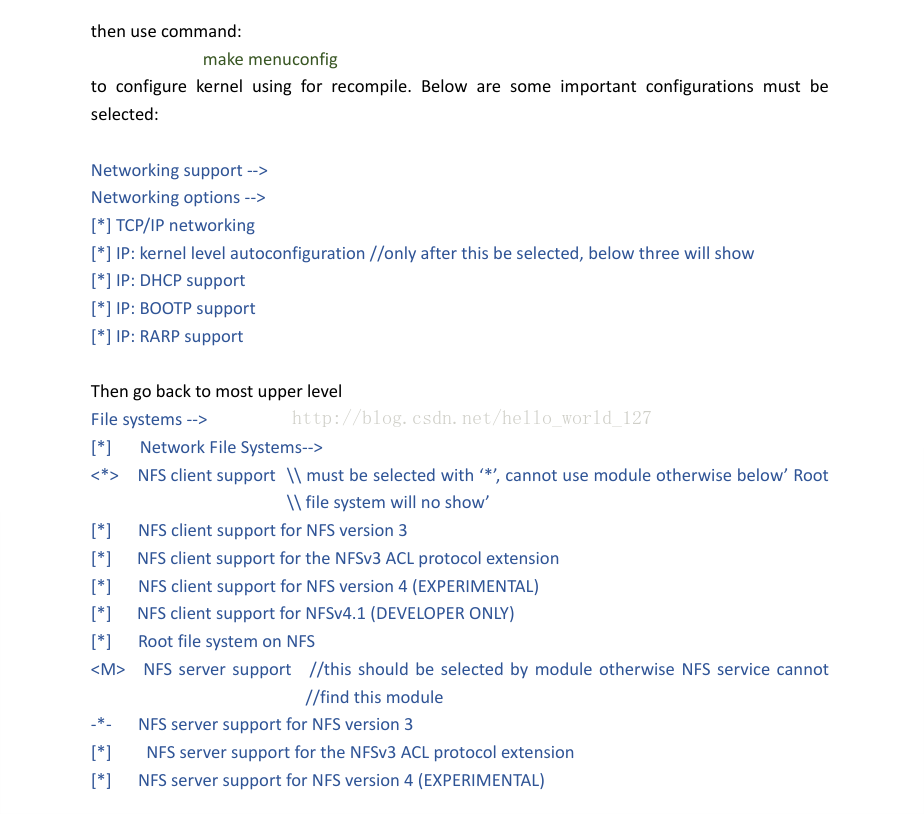 then use command:
make menuconfig
to configure kernel using for recompile. Below are some important configurations must be
selected:
Networking support -->
Networking options -->
[*] TCP/IP networking
[*] IP: kernel level autoconfiguration //only after this be selected, below three will show
[*] IP: DHCP support
[*] IP: BOOTP support
[*] IP: RARP support
Then go back to most upper level
File systems --> http://blog.csdn.net/hello_world_127
[*] Network File Systems-->
<*> NFS client support \\ must be selected with ‘*’, cannot use module otherwise below’ Root
\\ file system will no show’
[*] NFS client support for NFS version 3
[*] NFS client support for the NFSv3 ACL protocol extension
[*] NFS client support for NFS version 4 (EXPERIMENTAL)
[*] NFS client support for NFSv4.1 (DEVELOPER ONLY)
[*] Root file system on NFS
<M> NFS server support //this should be selected by module otherwise NFS service cannot
//find this module
-*- NFS server support for NFS version 3
[*] NFS server support for the NFSv3 ACL protocol extension
[*] NFS server support for NFS version 4 (EXPERIMENTAL)